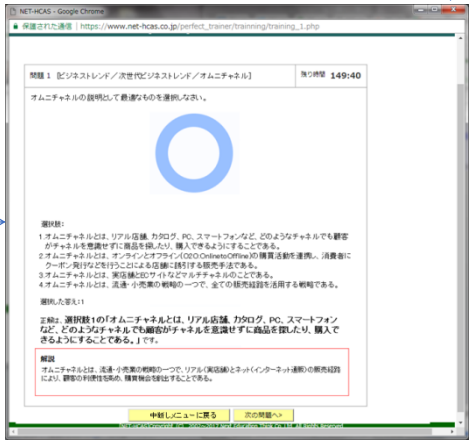 NET-HCAS - Google Chrome
保護された通信 | https://www.net-hcas.co.jp/perfect_trainer/trainning/training_1.php
問題 1 [ビジネストレンド／次世代ビジネストレンド／オムニチャネル]
残り時間 149:40
オムニチャネルの説明として最適なものを選択しなさい。
選択肢：
1.オムニチャネルとは、リアル店舗、カタログ、PC、スマートフォンなど、どのようなチャネルでも顧客
がチャネルを意識せずに商品を探したり、購入できるようにすることである。
2.オムニチャネルとは、オンラインとオフライン(O2O:OnlinetoOffline)の購買活動を連携し、消費者に
クーポン発行などを行うことによる店舗に誘引する販売手法である。
3.オムニチャネルとは、実店舗とECサイトなどマルチチャネルのことである。
4.オムニチャネルとは、流通・小売業の戦略の一つで、全ての販売経路を活用する戦略である。
選択した答え:1
正解は、選択肢1の「オムニチャネルとは、リアル店舗、カタログ、PC、スマートフォン
など、どのようなチャネルでも顧客がチャネルを意識せずに商品を探したり、購入で
きるようにすることである。」です。
解説
オムニチャネルとは、流通・小売業の戦略の一つで、リアル(実店舗)とネット(インターネット通販)の販売経路
により、顧客の利便性を高め、購買機会を創出することである。
中断しメニューに戻る
次の問題へ>
NET-HCAS Copyright (C) 2002-2017 Next Education Think Co. Ltd. All Rights Reserved